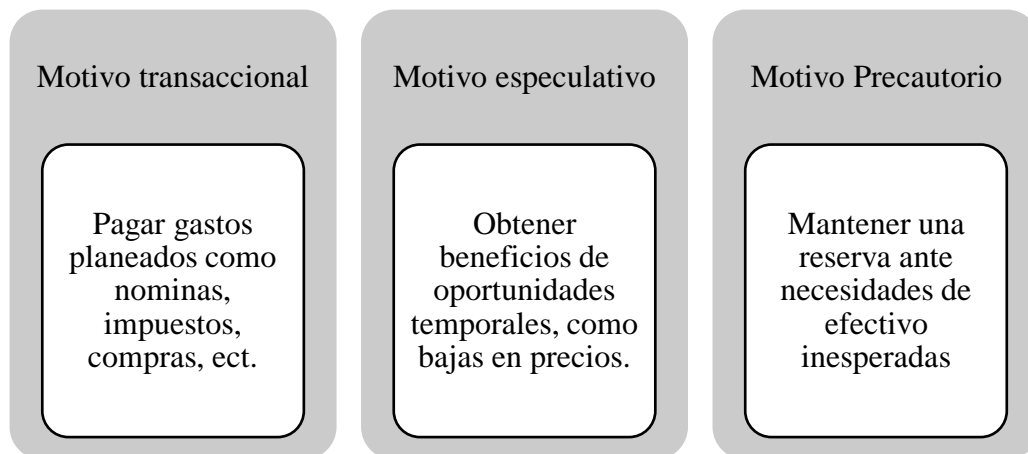 Motivo transaccional
Pagar gastos
planeados como
nominas,
impuestos,
compras, ect.
Motivo especulativo
Obtener
beneficios de
oportunidades
temporales, como
bajas en precios.
Motivo Precautorio
Mantener una
reserva ante
necesidades de
efectivo
inesperadas